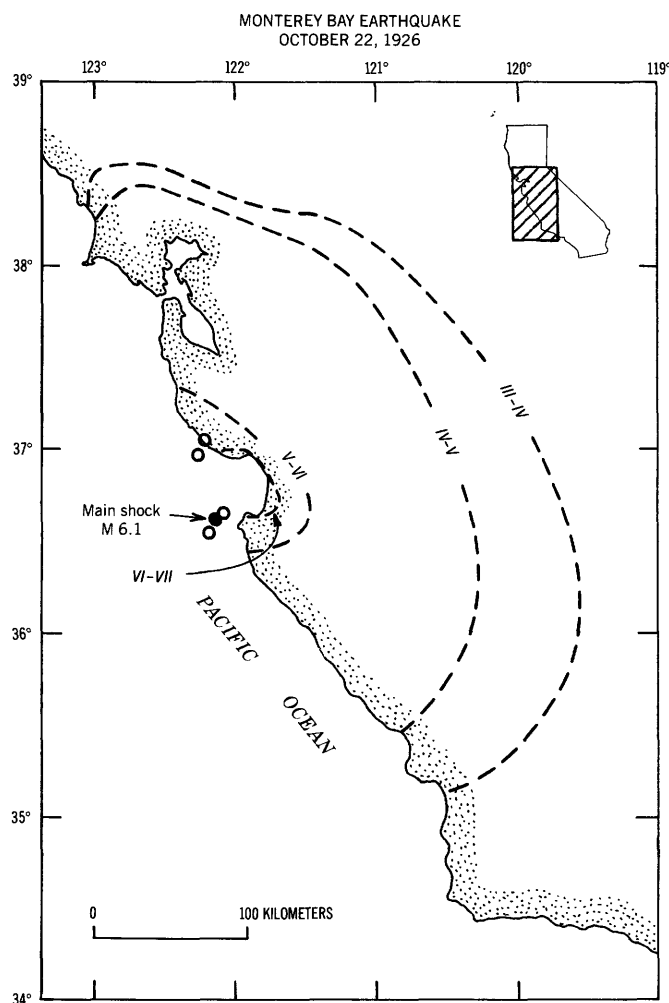 MONTEREY BAY EARTHQUAKE
OCTOBER 22, 1926
123° 122° 121° 120° 119°
39°
38°
III-IV
37°
IV-V
V-VI
Main shock
M 6.1
VI-VII
36°
PACIFIC
OCEAN
35°
0 100 KILOMETERS
34°